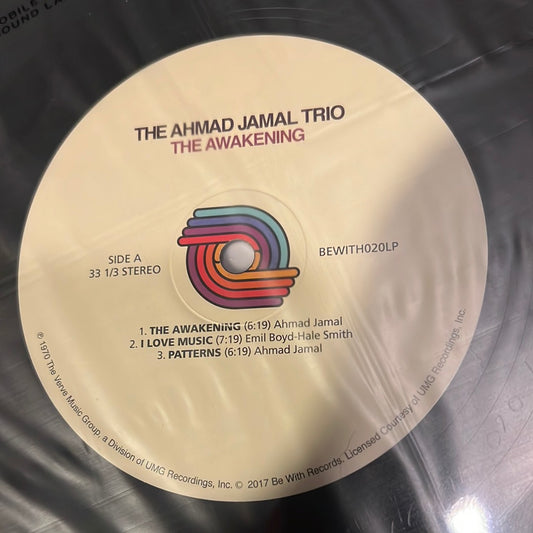 THE AHMAD JAMAL TRIO
THE AWAKENING
SIDE A
33 1/3 STEREO
BEWITH020LP
1. THE AWAKENING (6:19) Ahmad Jamal
2. I LOVE MUSIC (7:19) Emil Boyd-Hale Smith
3. PATTERNS (6:19) Ahmad Jamal
℗ 1970 The Verve Music Group, a Division of UMG Recordings, Inc. © 2017 Be With Records. Licensed Courtesy of UMG Recordings, Inc.